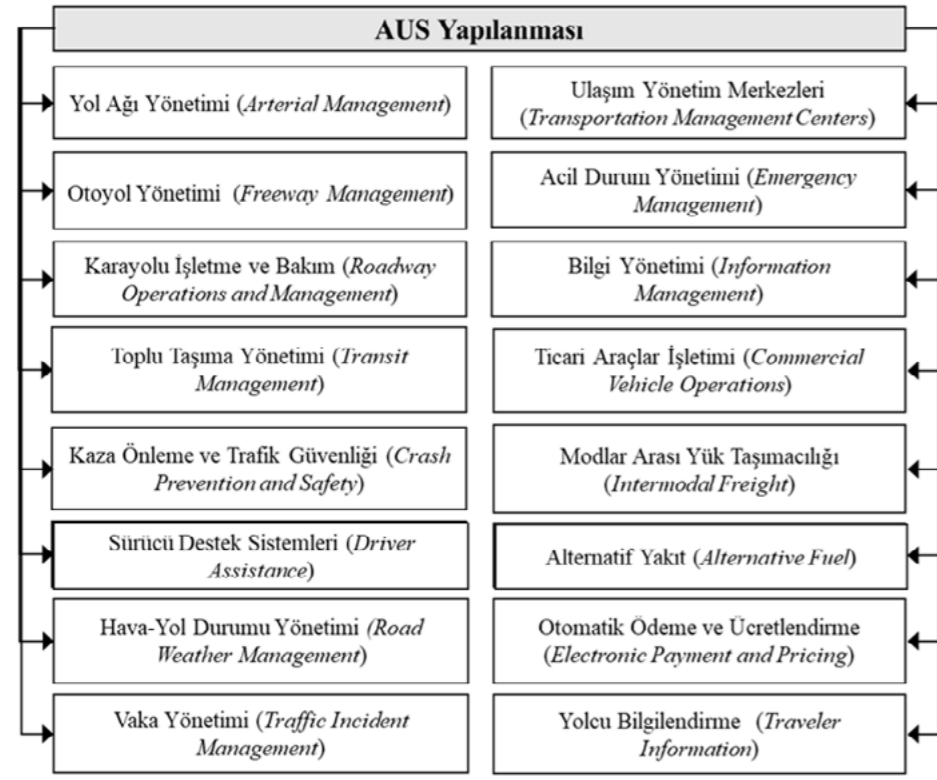 AUS Yapılanması
Yol Ağı Yönetimi (Arterial Management)
Otoyol Yönetimi (Freeway Management)
Karayolu İşletme ve Bakım (Roadway
Operations and Management)
Toplu Taşıma Yönetimi (Transit
Management)
Kaza Önleme ve Trafik Güvenliği (Crash
Prevention and Safety)
Sürücü Destek Sistemleri (Driver
Assistance)
Hava-Yol Durumu Yönetimi (Road
Weather Management)
Vaka Yönetimi (Traffic Incident
Management)
Ulaşım Yönetim Merkezleri
(Transportation Management Centers)
Acil Durum Yönetimi (Emergency
Management)
Bilgi Yönetimi (Information
Management)
Ticari Araçlar İşletimi (Commercial
Vehicle Operations)
Modlar Arası Yük Taşımacılığı
(Intermodal Freight)
Alternatif Yakıt (Alternative Fuel)
Otomatik Ödeme ve Ücretlendirme
(Electronic Payment and Pricing)
Yolcu Bilgilendirme (Traveler
Information)